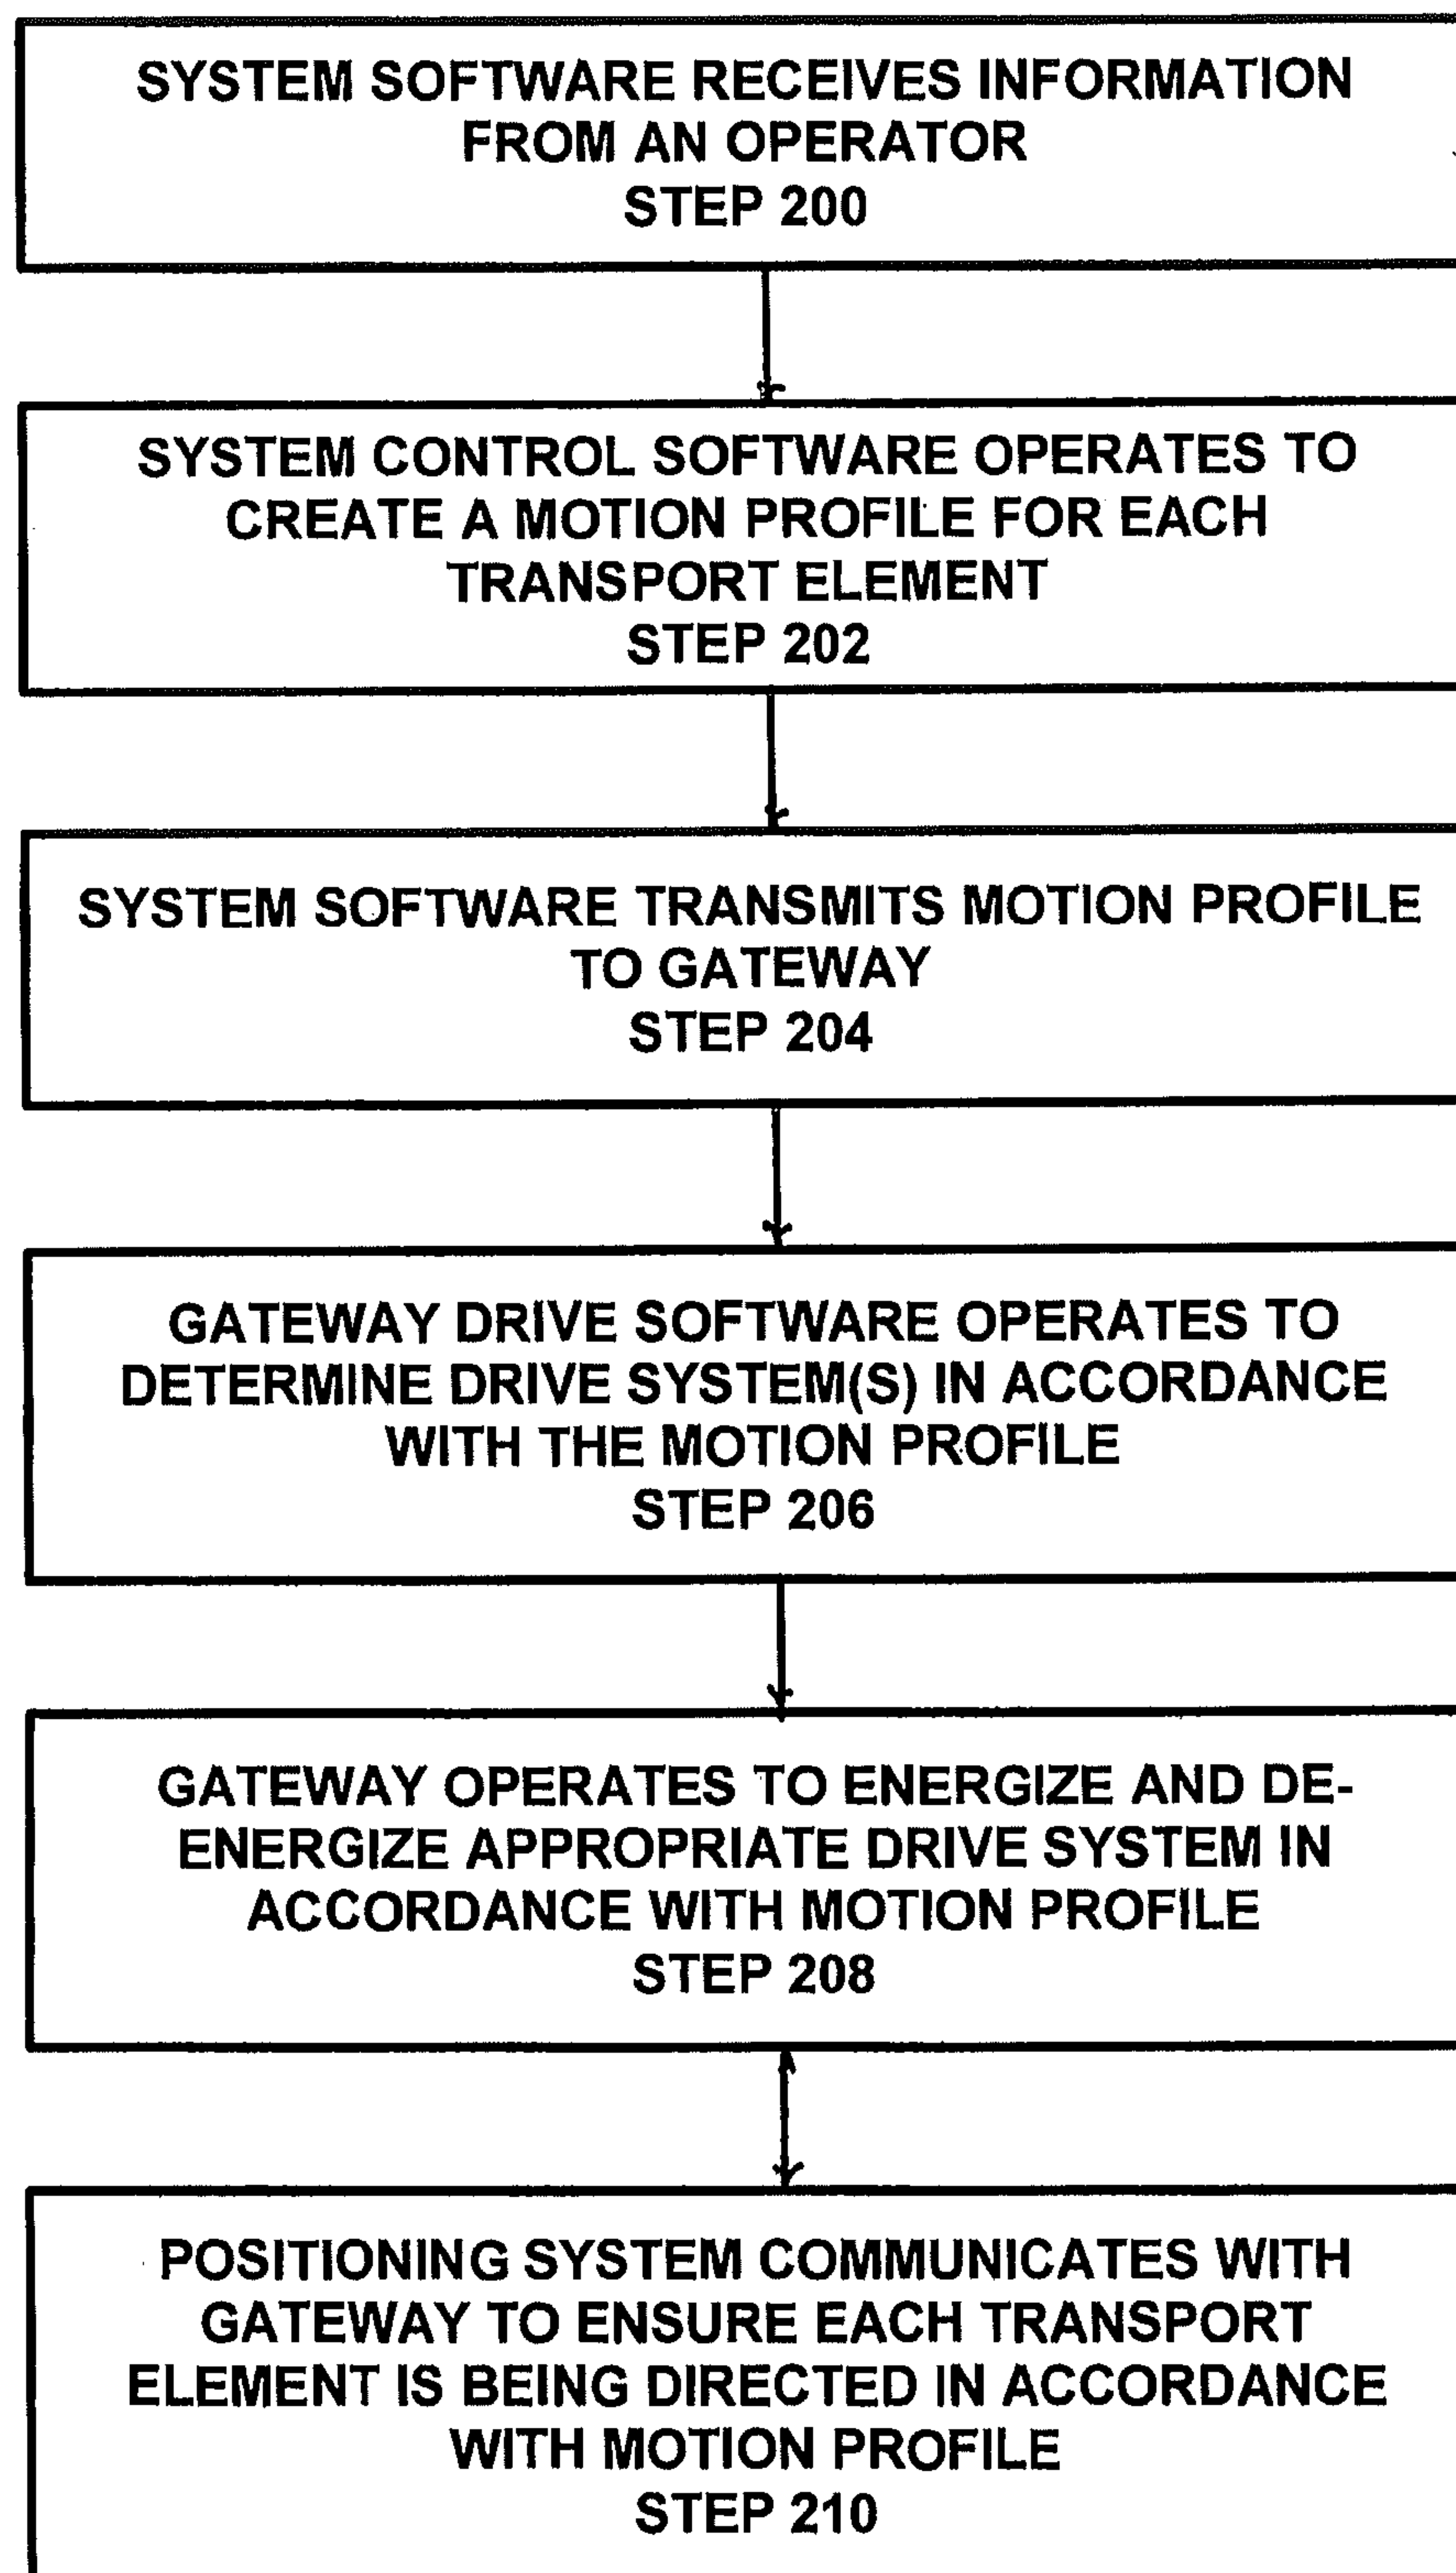 SYSTEM SOFTWARE RECEIVES INFORMATION
FROM AN OPERATOR
STEP 200
SYSTEM CONTROL SOFTWARE OPERATES TO
CREATE A MOTION PROFILE FOR EACH
TRANSPORT ELEMENT
STEP 202
SYSTEM SOFTWARE TRANSMITS MOTION PROFILE
TO GATEWAY
STEP 204
GATEWAY DRIVE SOFTWARE OPERATES TO
DETERMINE DRIVE SYSTEM(S) IN ACCORDANCE
WITH THE MOTION PROFILE
STEP 206
GATEWAY OPERATES TO ENERGIZE AND DE-
ENERGIZE APPROPRIATE DRIVE SYSTEM IN
ACCORDANCE WITH MOTION PROFILE
STEP 208
POSITIONING SYSTEM COMMUNICATES WITH
GATEWAY TO ENSURE EACH TRANSPORT
ELEMENT IS BEING DIRECTED IN ACCORDANCE
WITH MOTION PROFILE
STEP 210